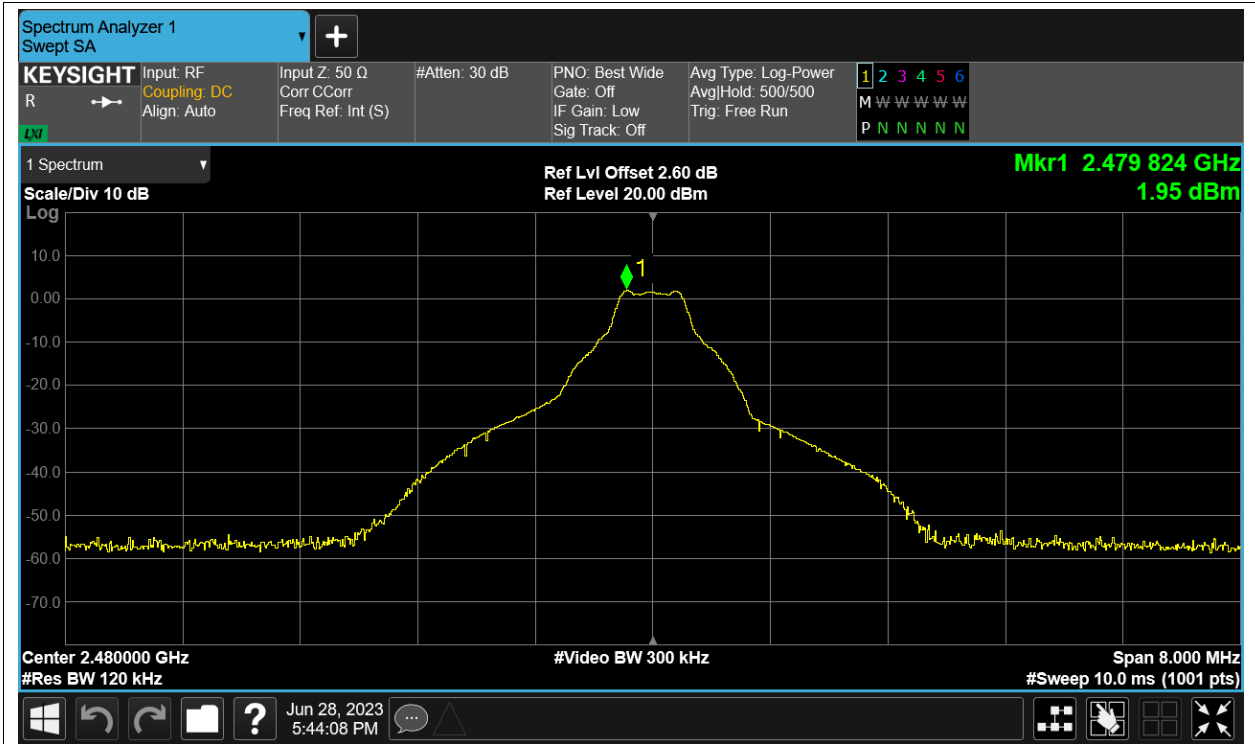 Spectrum Analyzer 1
Swept SA
KEYSIGHT
R
LXI
Input: RF
Coupling: DC
Align: Auto
Input Z: 50 Ω
Corr CCorr
Freq Ref: Int (S)
#Atten: 30 dB
PNO: Best Wide
Gate: Off
IF Gain: Low
Sig Track: Off
Avg Type: Log-Power
Avg|Hold: 500/500
Trig: Free Run
1 2 3 4 5 6
M W W W W W
P N N N N N
1 Spectrum
Scale/Div 10 dB
Log
Ref Lvl Offset 2.60 dB
Ref Level 20.00 dBm
Mkr1 2.479 824 GHz
1.95 dBm
10.0
0.00
-10.0
-20.0
-30.0
-40.0
-50.0
-60.0
-70.0
1
Center 2.480000 GHz
#Res BW 120 kHz
#Video BW 300 kHz
Span 8.000 MHz
#Sweep 10.0 ms (1001 pts)
?
Jun 28, 2023
5:44:08 PM